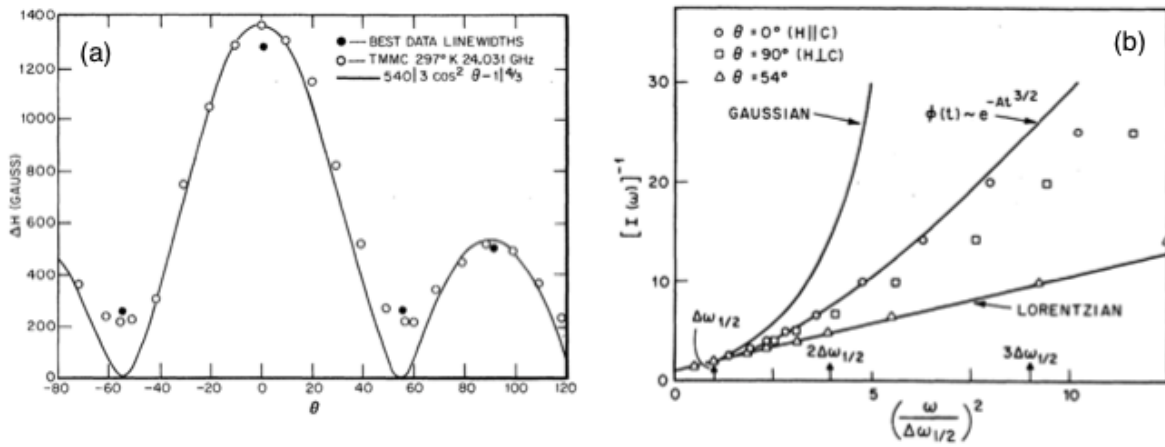 (a)
● --- BEST DATA LINEWIDTHS
○ --- TMMC 297° K 24.031 GHz
—— 540|3 cos² θ-1|⁴/³
1400
1200
1000
800
600
400
200
0
ΔH (GAUSS)
-80 -60 -40 -20 0 20 40 60 80 100 120
θ
(b)
○ θ = 0° (H||C)
□ θ = 90° (H⊥C)
△ θ = 54°
GAUSSIAN
ϕ(t) ~ e^-At^3/2
LORENTZIAN
30
20
10
0
[I (ω)]⁻¹
Δω1/2
2Δω1/2
3Δω1/2
0 5 10
(ω/Δω1/2)²